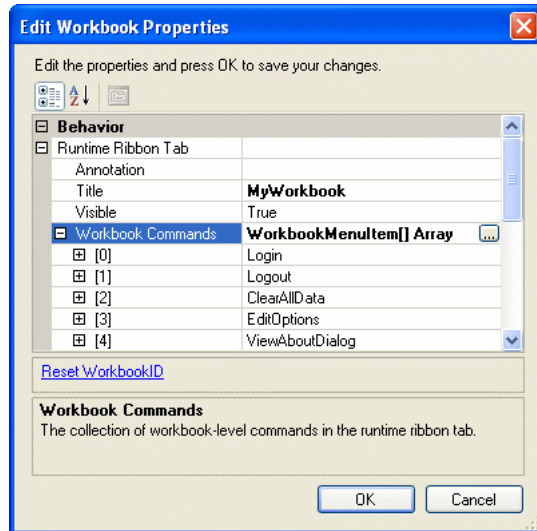 Edit Workbook Properties
Edit the properties and press OK to save your changes.
Behavior
Runtime Ribbon Tab
Annotation
Title MyWorkbook
Visible True
Workbook Commands WorkbookMenuItem[] Array ...
[0] Login
[1] Logout
[2] ClearAllData
[3] EditOptions
[4] ViewAboutDialog
Reset WorkbookID
Workbook Commands
The collection of workbook-level commands in the runtime ribbon tab.
OK Cancel